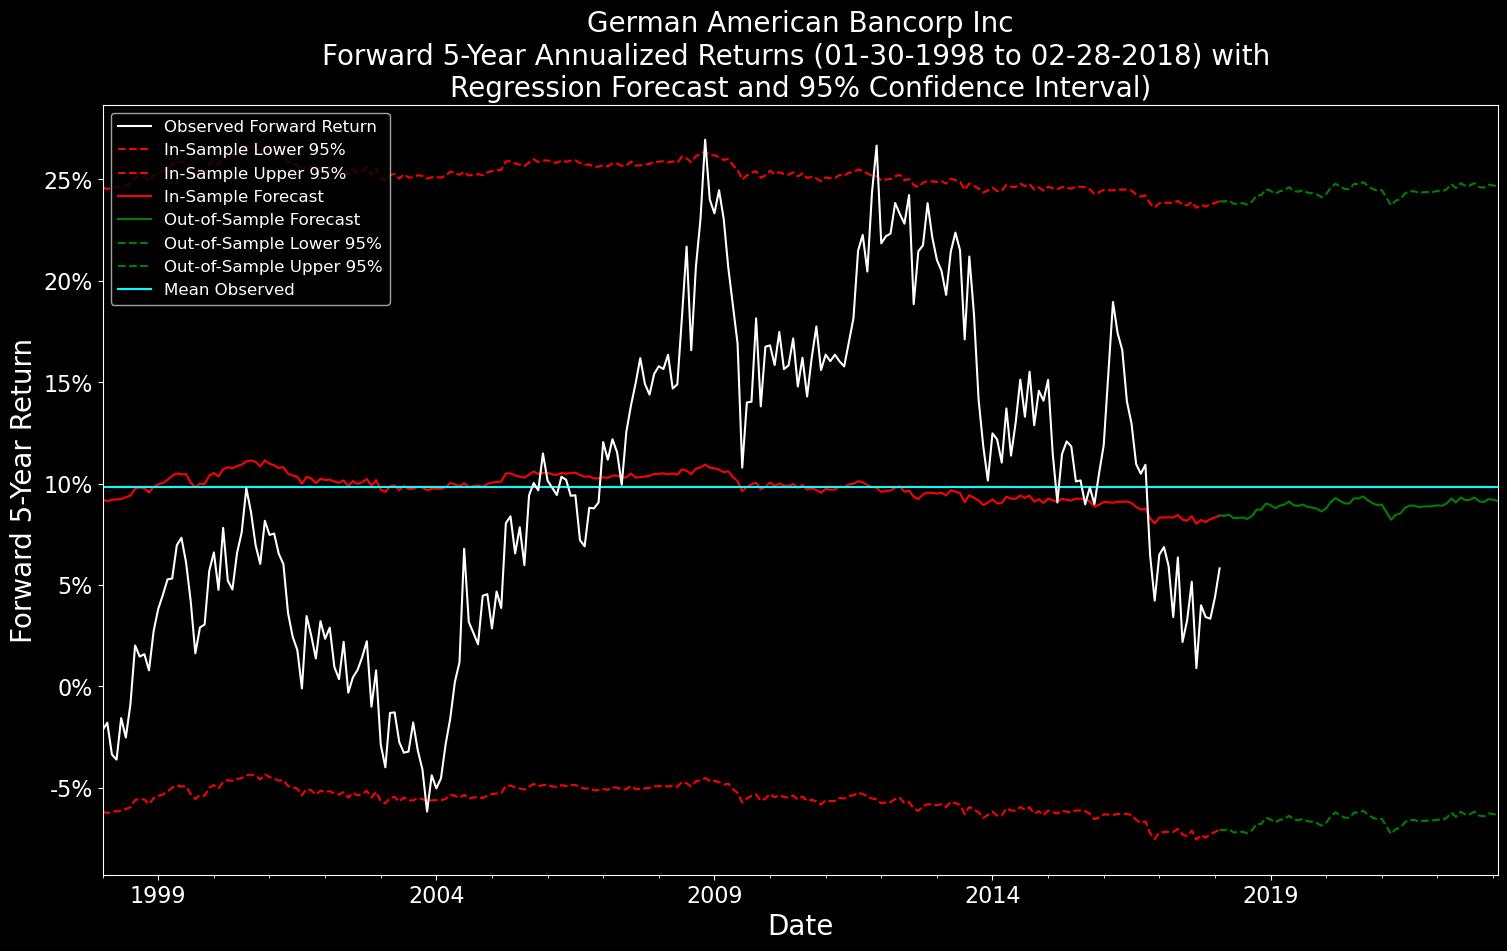 German American Bancorp Inc
Forward 5-Year Annualized Returns (01-30-1998 to 02-28-2018) with
Regression Forecast and 95% Confidence Interval)
Observed Forward Return
In-Sample Lower 95%
In-Sample Upper 95%
In-Sample Forecast
Out-of-Sample Forecast
Out-of-Sample Lower 95%
Out-of-Sample Upper 95%
Mean Observed
Forward 5-Year Return
25%
20%
15%
10%
5%
0%
-5%
1999
2004
2009
2014
2019
Date